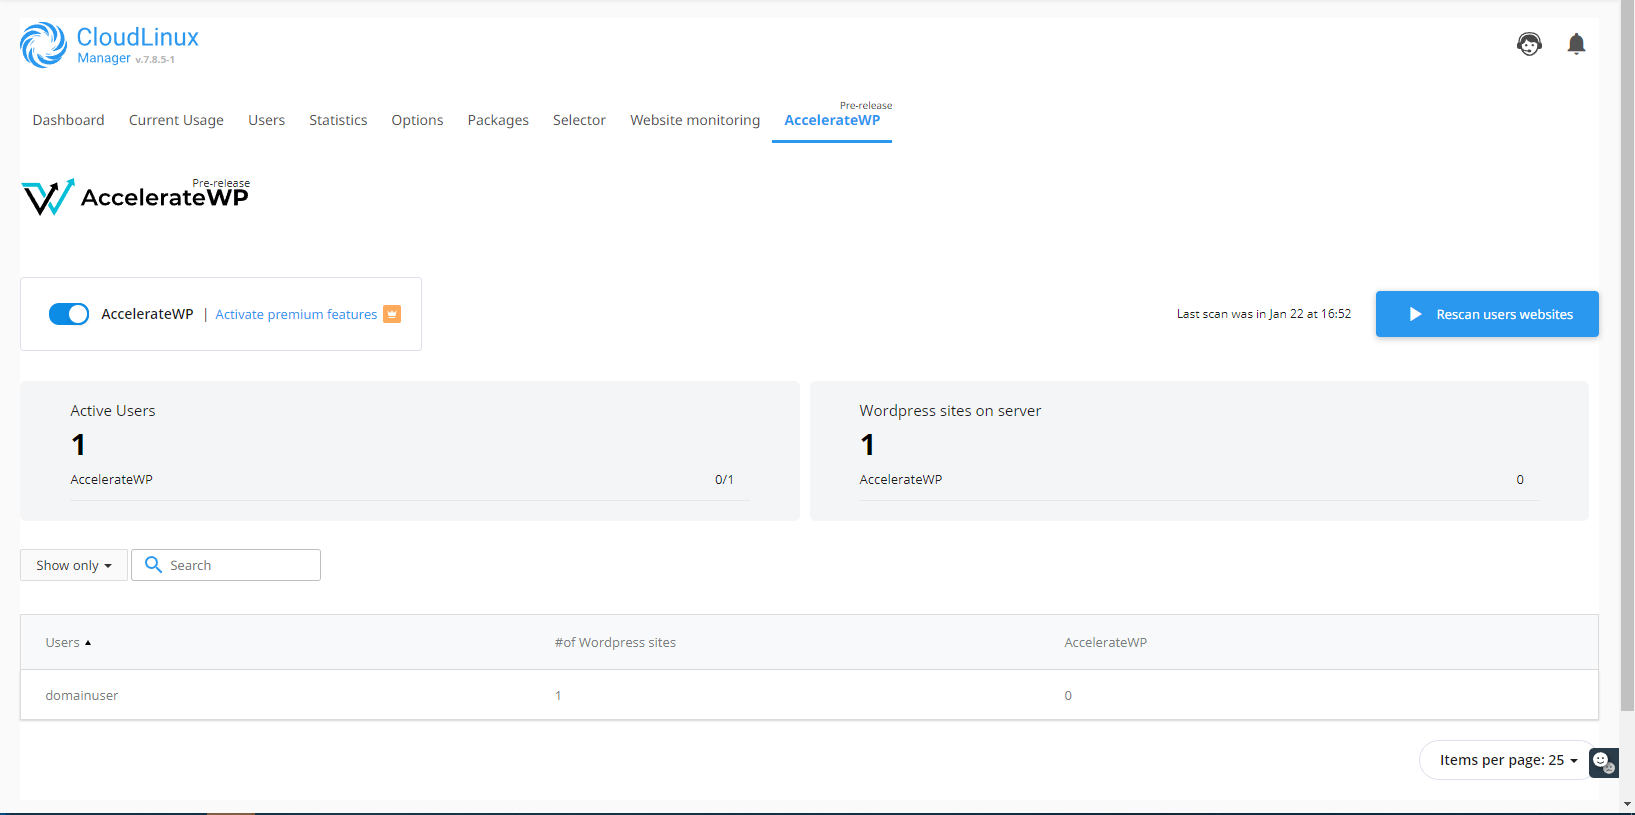 CloudLinux
Manager v.7.8.5-1
Pre-release
Dashboard Current Usage Users Statistics Options Packages Selector Website monitoring AccelerateWP
Pre-release
AccelerateWP
AccelerateWP | Activate premium features
Last scan was in Jan 22 at 16:52
Rescan users websites
Active Users
1
AccelerateWP 0/1
Wordpress sites on server
1
AccelerateWP 0
Show only
Search
Users #of Wordpress sites AccelerateWP
domainuser 1 0
Items per page: 25